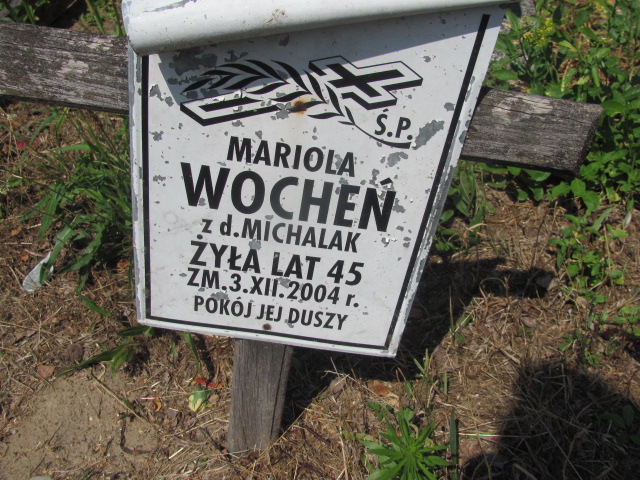 Ś.P.
MARIOLA
WOCHEŃ
z d.MICHALAK
ŻYŁA LAT 45
ZM.3.XII.2004 r.
POKÓJ JEJ DUSZY